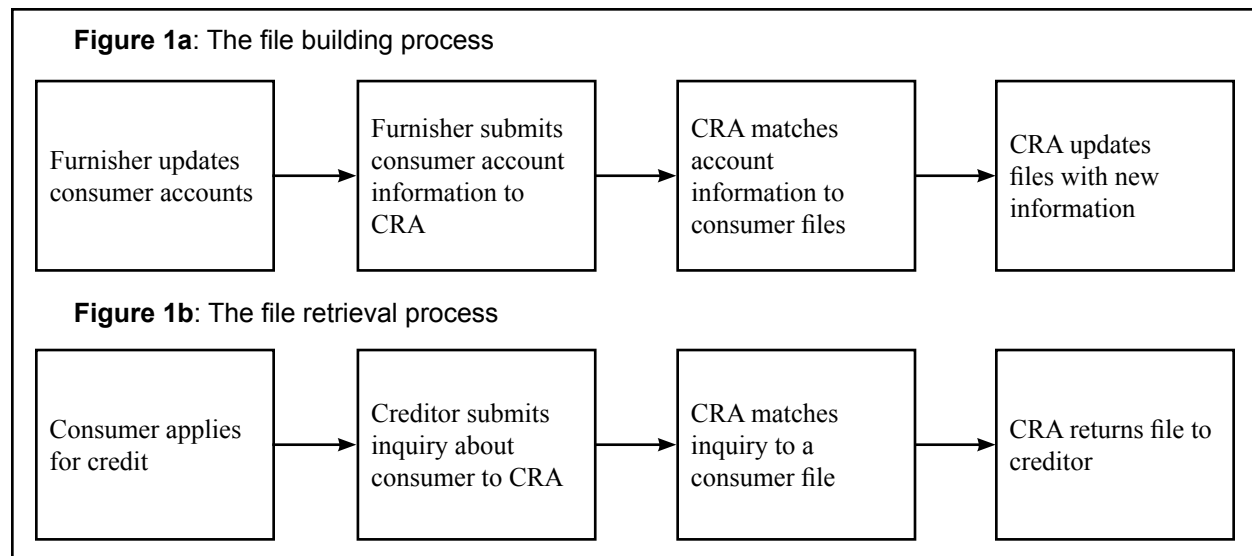 Figure 1a: The file building process
Furnisher updates
consumer accounts
Furnisher submits
consumer account
information to
CRA
CRA matches
account
information to
consumer files
CRA updates
files with new
information
Figure 1b: The file retrieval process
Consumer applies
for credit
Creditor submits
inquiry about
consumer to CRA
CRA matches
inquiry to a
consumer file
CRA returns file to
creditor